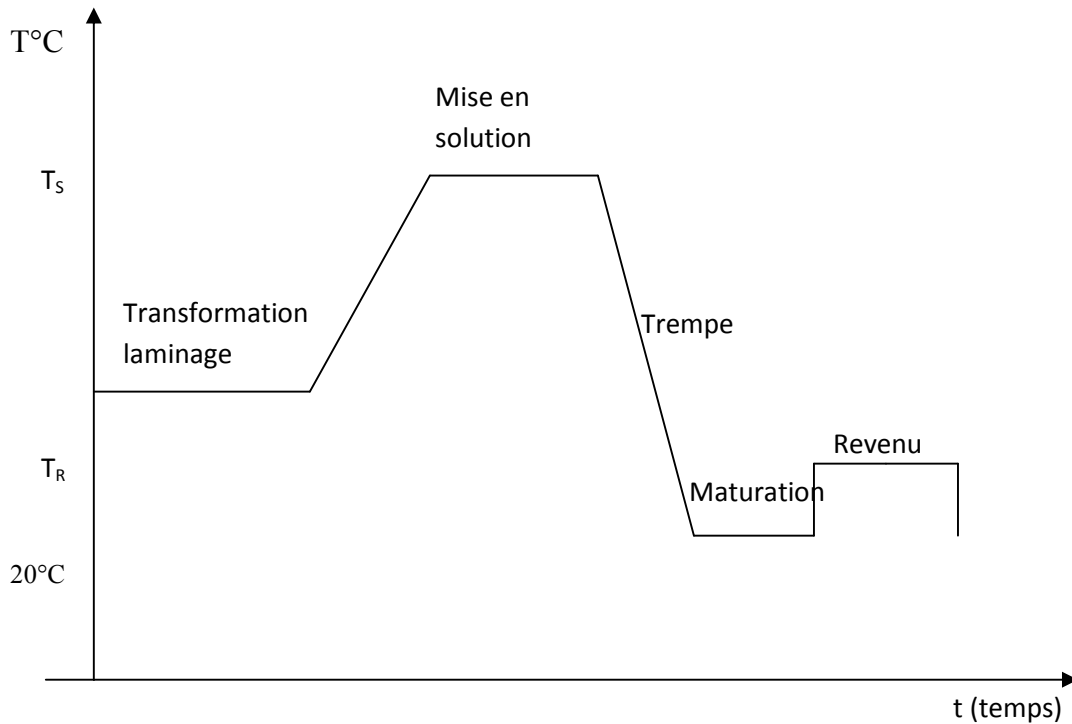 T°C
Mise en
solution
T_S
Transformation
laminage
Trempe
Revenu
T_R
Maturation
20°C
t (temps)